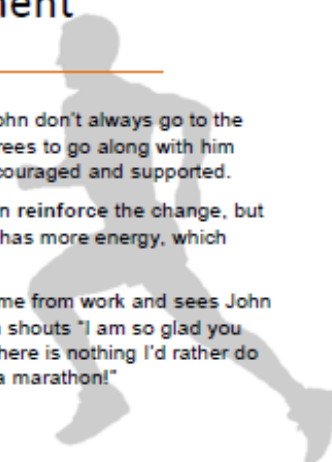 ohn don't always go to the
rees to go along with him
couraged and supported.
n reinforce the change, but
has more energy, which
me from work and sees John
shouts "I am so glad you
here is nothing I'd rather do
a marathon!"